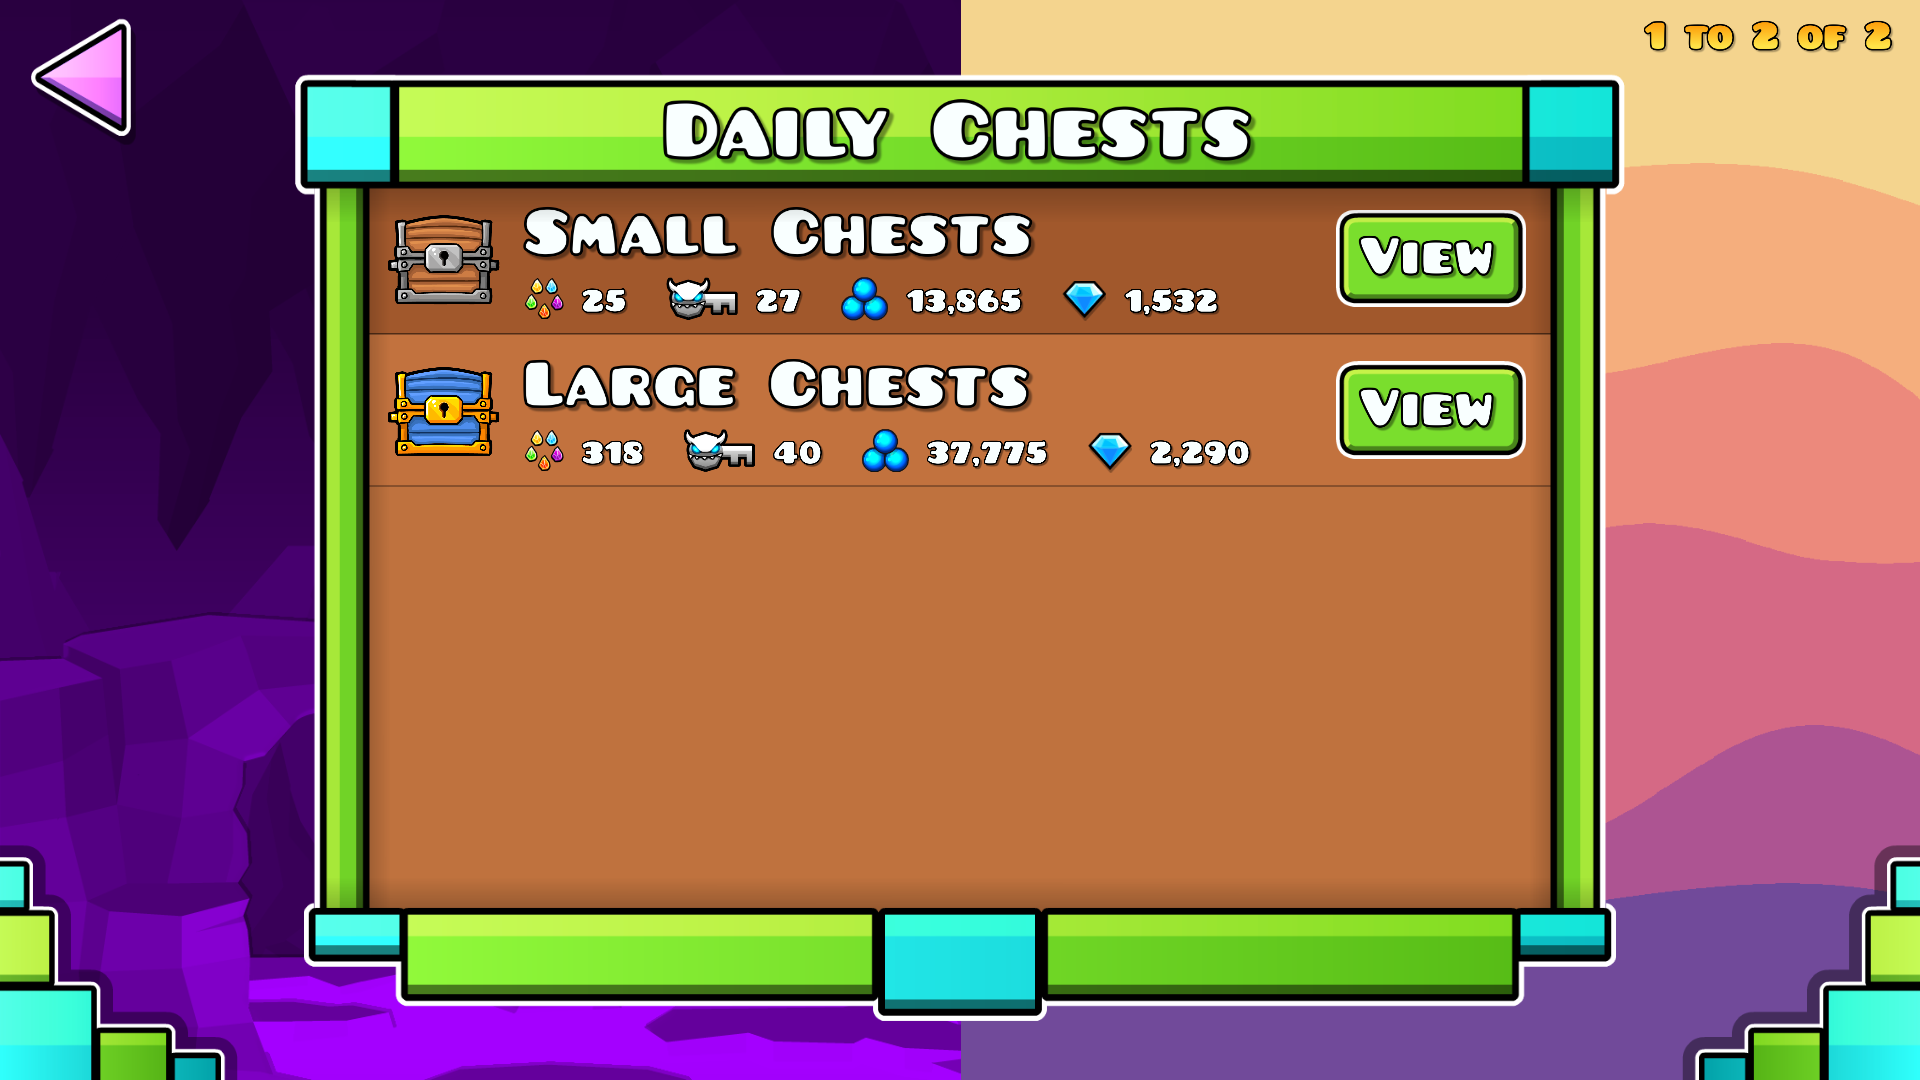 1 to 2 of 2
Daily Chests
Small Chests
View
25 27 13,865 1,532
Large Chests
View
318 40 37,775 2,290